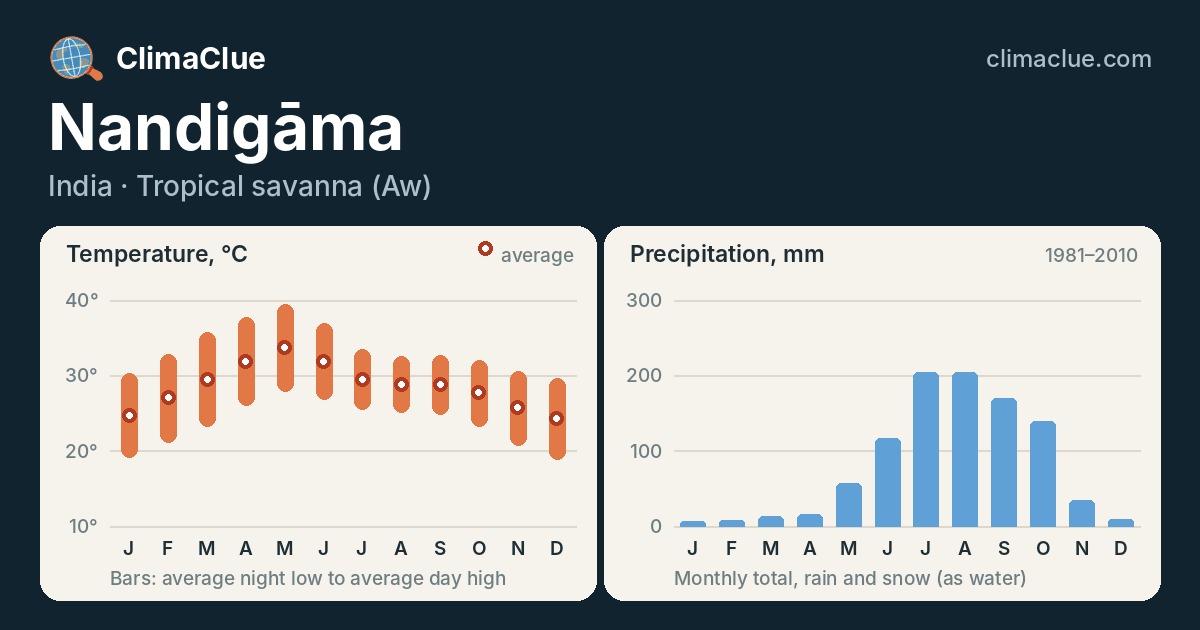 ClimaClue
climaclue.com
Nandigāma
India · Tropical savanna (Aw)
Temperature, °C
average
40°
30°
20°
10°
J F M A M J J A S O N D
Bars: average night low to average day high
Precipitation, mm
1981–2010
300
200
100
0
J F M A M J J A S O N D
Monthly total, rain and snow (as water)